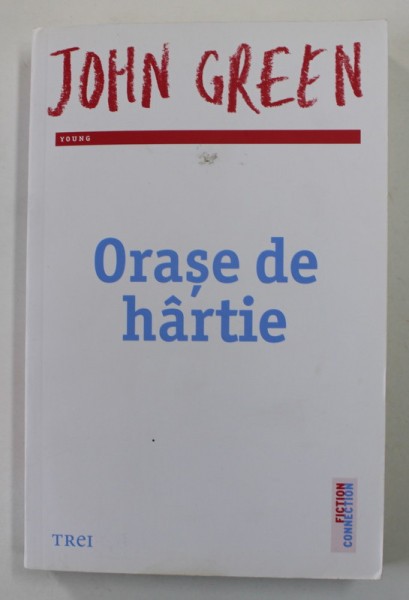 JOHN GREEN
YOUNG
Orașe de
hârtie
FICTION
CONNECTION
TREI